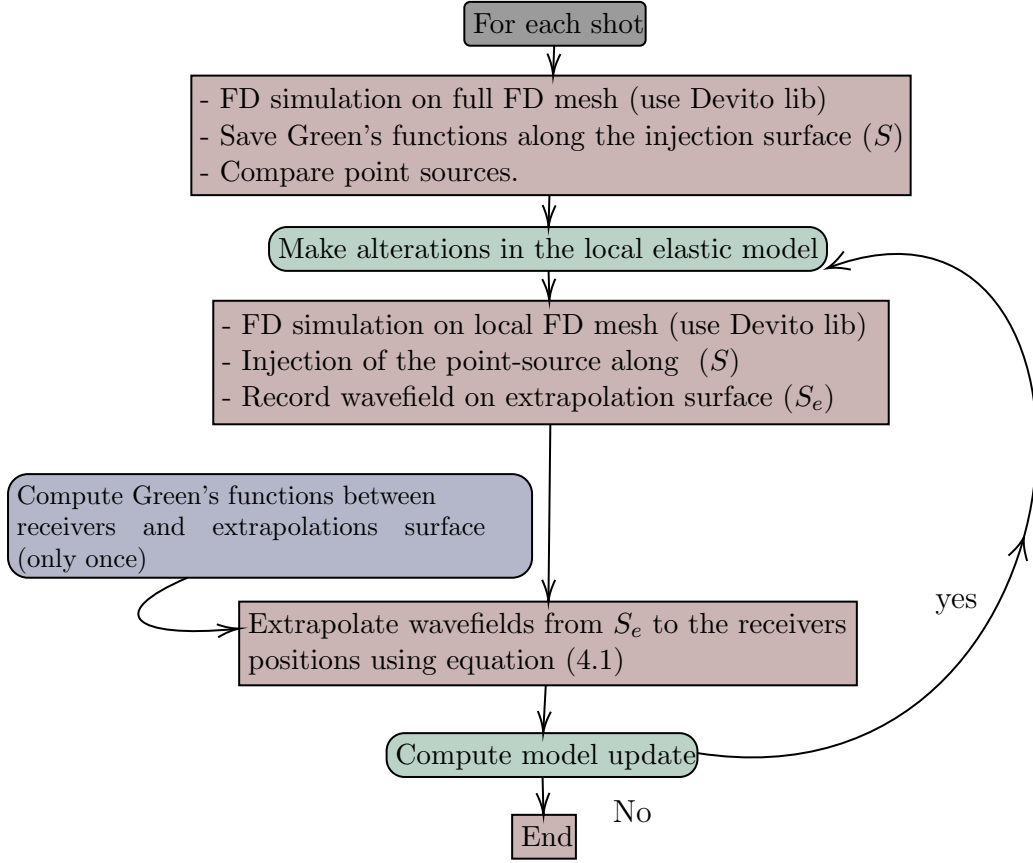 For each shot
- FD simulation on full FD mesh (use Devito lib)
- Save Green's functions along the injection surface (S)
- Compare point sources.
Make alterations in the local elastic model
- FD simulation on local FD mesh (use Devito lib)
- Injection of the point-source along (S)
- Record wavefield on extrapolation surface (Sₑ)
Compute Green's functions between
receivers and extrapolations surface
(only once)
yes
Extrapolate wavefields from Sₑ to the receivers
positions using equation (4.1)
Compute model update
No
End